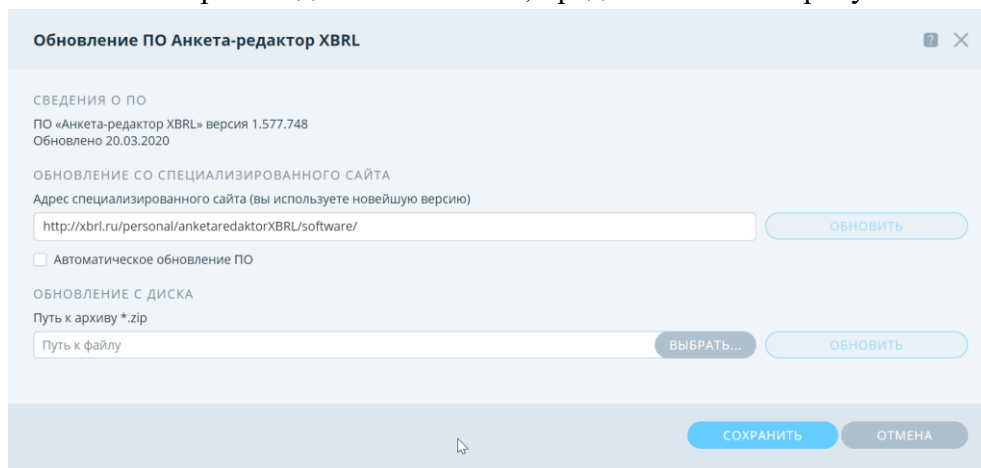 Обновление ПО Анкета-редактор XBRL
?
СВЕДЕНИЯ О ПО
ПО «Анкета-редактор XBRL» версия 1.577.748
Обновлено 20.03.2020
ОБНОВЛЕНИЕ СО СПЕЦИАЛИЗИРОВАННОГО САЙТА
Адрес специализированного сайта (вы используете новейшую версию)
http://xbrl.ru/personal/anketaredaktorXBRL/software/
ОБНОВИТЬ
Автоматическое обновление ПО
ОБНОВЛЕНИЕ С ДИСКА
Путь к архиву *.zip
Путь к файлу
ВЫБРАТЬ...
ОБНОВИТЬ
СОХРАНИТЬ
ОТМЕНА